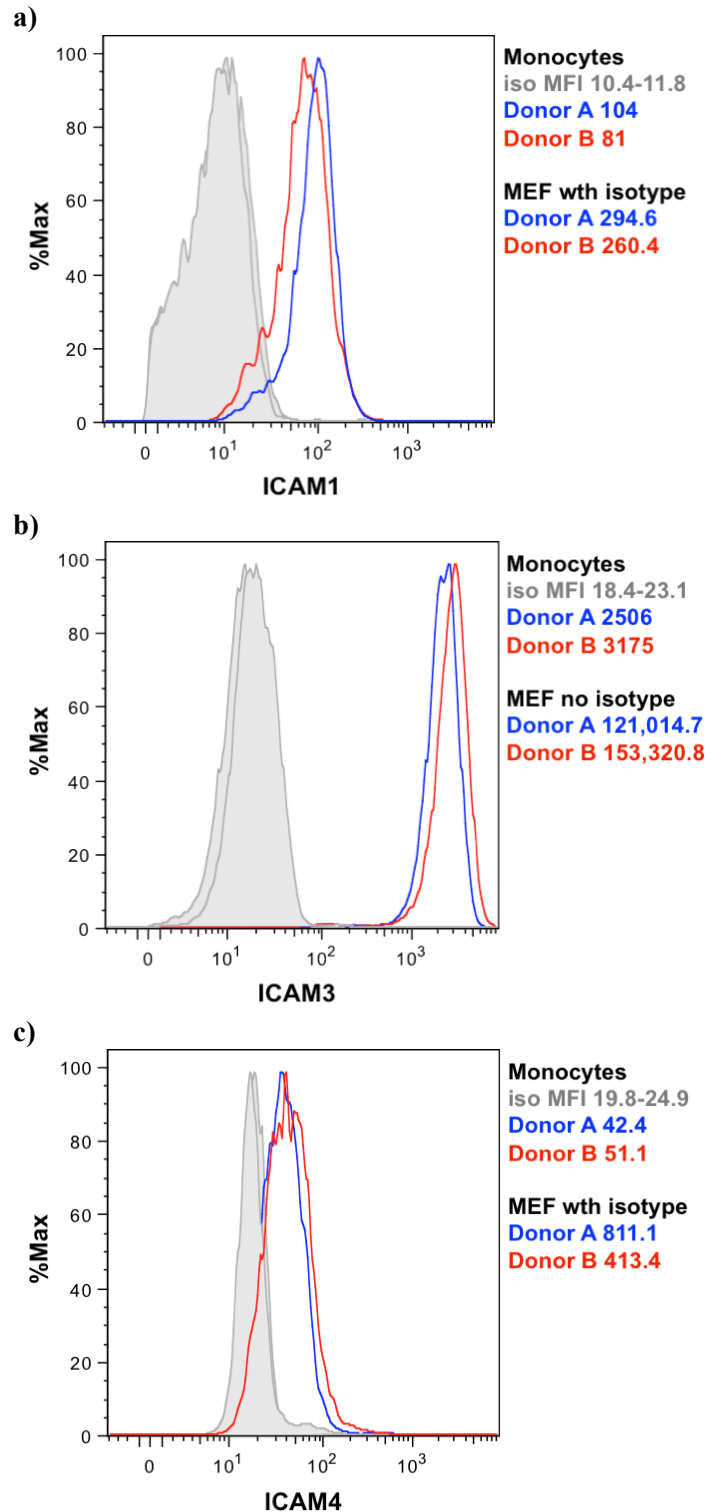 a)
100
80
60
40
20
0
%Max
0 10¹ 10² 10³
ICAM1
Monocytes
iso MFI 10.4-11.8
Donor A 104
Donor B 81
MEF wth isotype
Donor A 294.6
Donor B 260.4
b)
100
80
60
40
20
0
%Max
0 10¹ 10² 10³
ICAM3
Monocytes
iso MFI 18.4-23.1
Donor A 2506
Donor B 3175
MEF no isotype
Donor A 121,014.7
Donor B 153,320.8
c)
100
80
60
40
20
0
%Max
0 10¹ 10² 10³
ICAM4
Monocytes
iso MFI 19.8-24.9
Donor A 42.4
Donor B 51.1
MEF wth isotype
Donor A 811.1
Donor B 413.4